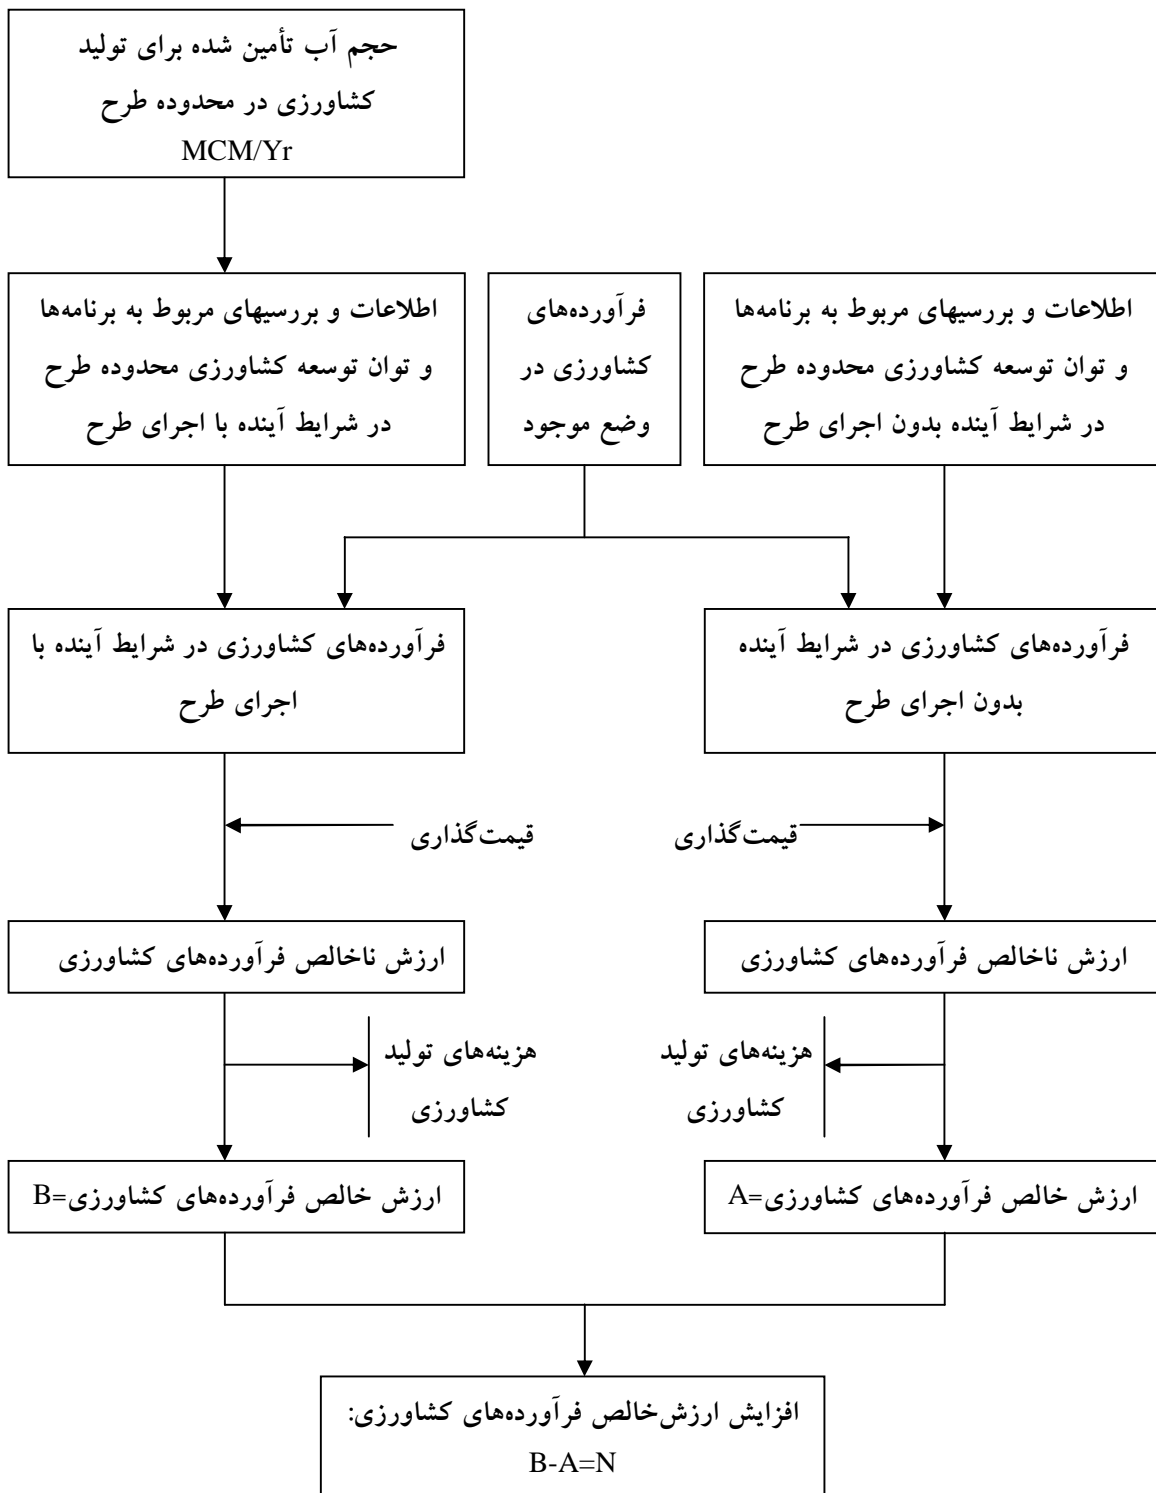 حجم آب تأمین شده برای تولید
کشاورزی در محدوده طرح
MCM/Yr
اطلاعات و بررسیهای مربوط به برنامه‌ها
و توان توسعه کشاورزی محدوده طرح
در شرایط آینده بدون اجرای طرح
فرآورده‌های
کشاورزی در
وضع موجود
اطلاعات و بررسیهای مربوط به برنامه‌ها
و توان توسعه کشاورزی محدوده طرح
در شرایط آینده با اجرای طرح
فرآورده‌های کشاورزی در شرایط آینده
بدون اجرای طرح
فرآورده‌های کشاورزی در شرایط آینده با
اجرای طرح
قیمت‌گذاری
قیمت‌گذاری
ارزش ناخالص فرآورده‌های کشاورزی
ارزش ناخالص فرآورده‌های کشاورزی
هزینه‌های تولید
کشاورزی
هزینه‌های تولید
کشاورزی
ارزش خالص فرآورده‌های کشاورزی=A
ارزش خالص فرآورده‌های کشاورزی=B
افزایش ارزش‌خالص فرآورده‌های کشاورزی:
B-A=N